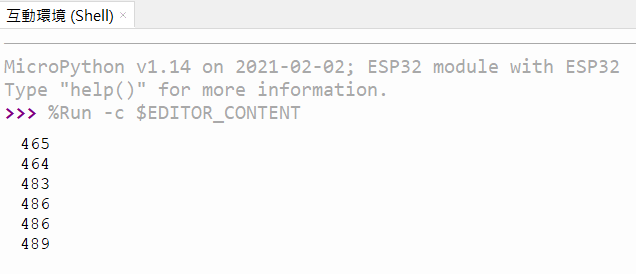 互動環境 (Shell) ×
MicroPython v1.14 on 2021-02-02; ESP32 module with ESP32
Type "help()" for more information.
>>> %Run -c $EDITOR_CONTENT
465
464
483
486
486
489